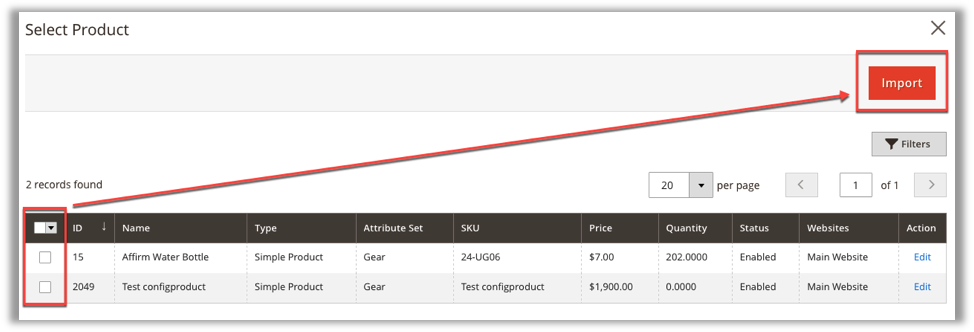 Select Product
Import
Filters
2 records found 20 per page 1 of 1
ID Name Type Attribute Set SKU Price Quantity Status Websites Action
15 Affirm Water Bottle Simple Product Gear 24-UG06 $7.00 202.0000 Enabled Main Website Edit
2049 Test configproduct Simple Product Gear Test configproduct $1,900.00 0.0000 Enabled Main Website Edit